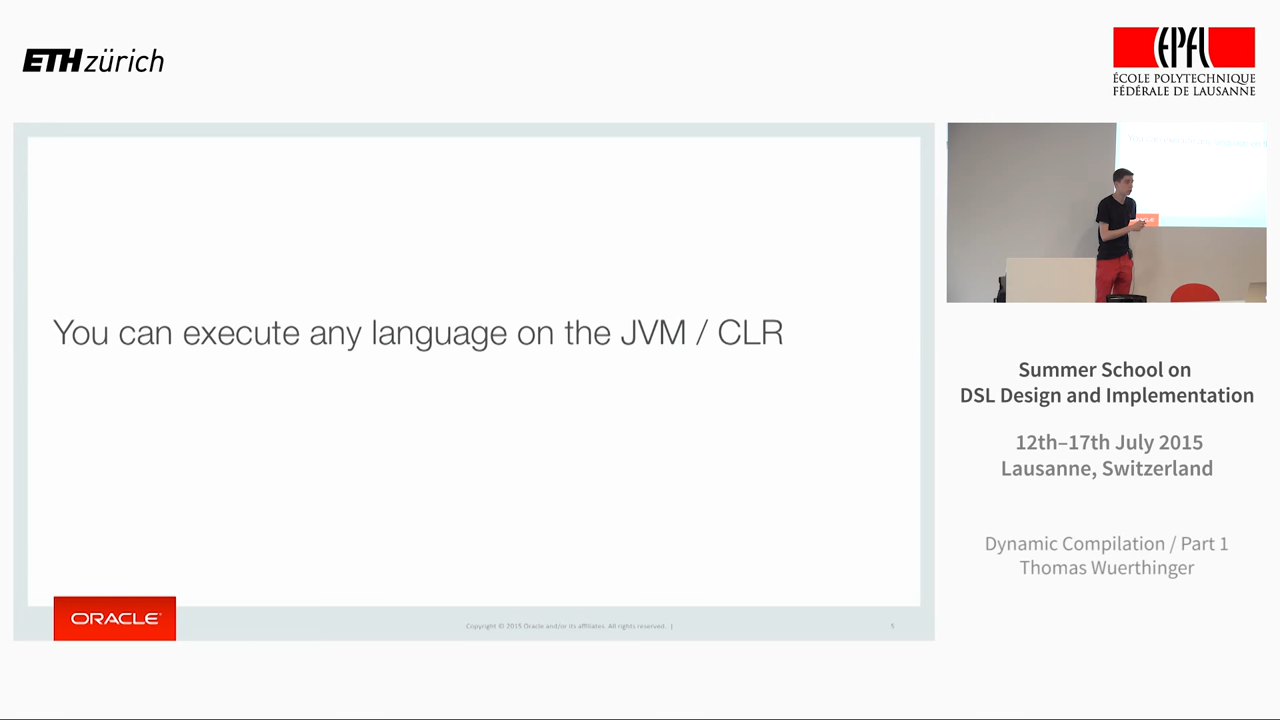 ETH zürich
EPFL
ÉCOLE POLYTECHNIQUE
FÉDÉRALE DE LAUSANNE
You can execute any language on the JVM / CLR
ORACLE
Copyright © 2015 Oracle and/or its affiliates. All rights reserved. |
5
Summer School on
DSL Design and Implementation
12th–17th July 2015
Lausanne, Switzerland
Dynamic Compilation / Part 1
Thomas Wuerthinger